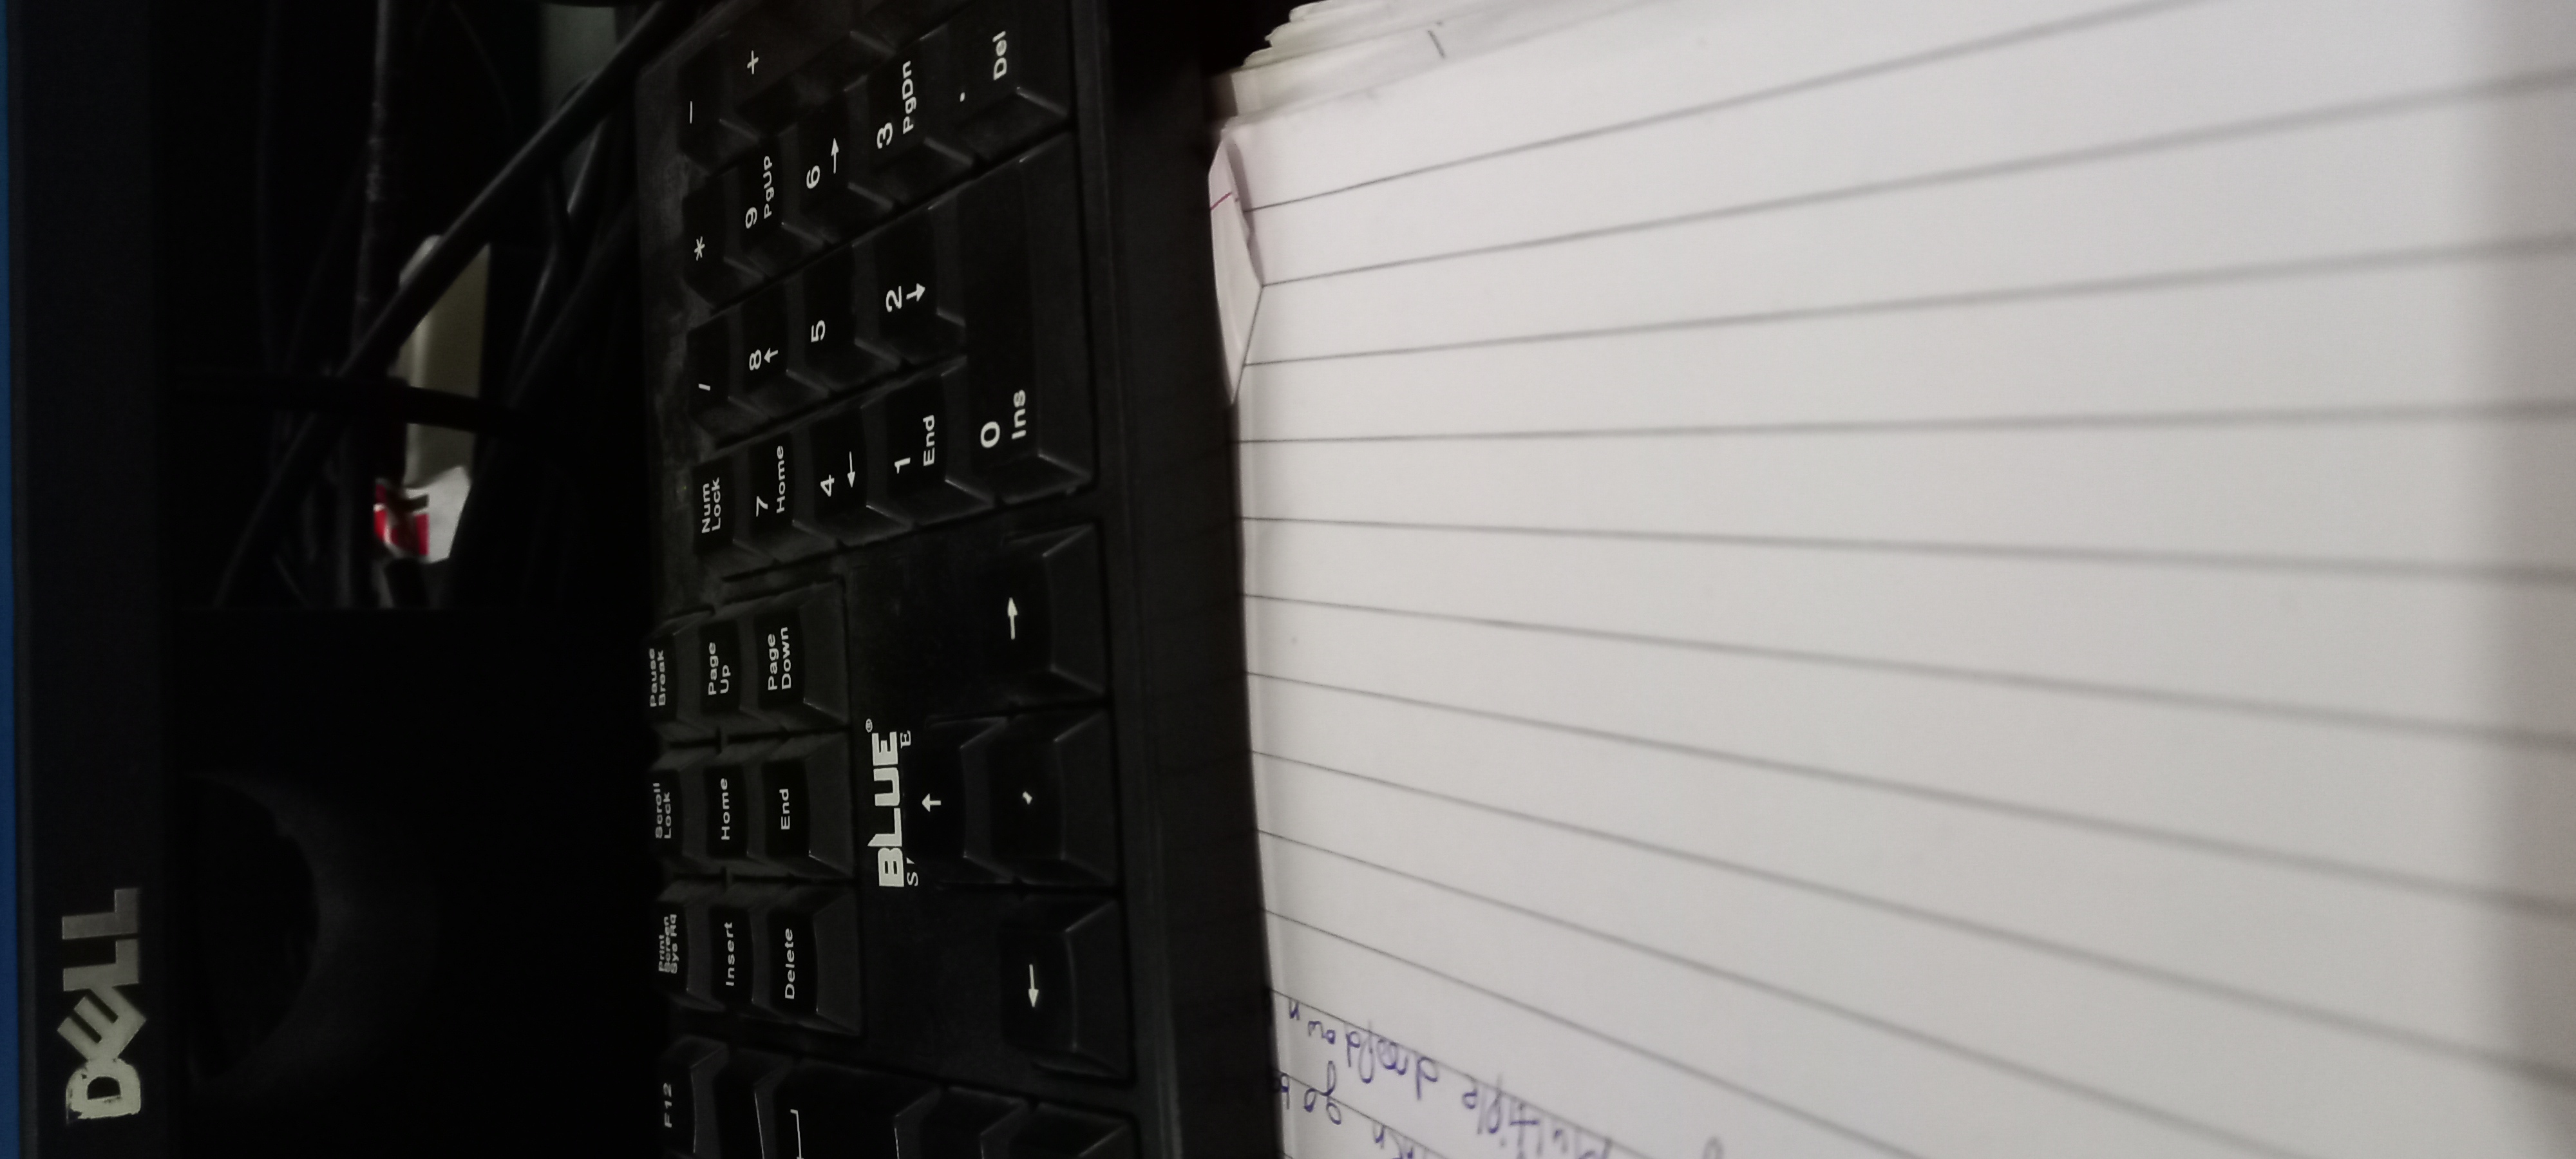 DELL
F12
Print Screen Sys Rq
Scroll Lock
Pause Break
Insert
Home
Page Up
Delete
End
Page Down
Num Lock
/
*
-
7 Home
8 ↑
9 PgUp
+
4 ←
5
6 →
1 End
2 ↓
3 PgDn
0 Ins
. Del
BLUE®
S E
↑
← →
go
Multiple dropdown